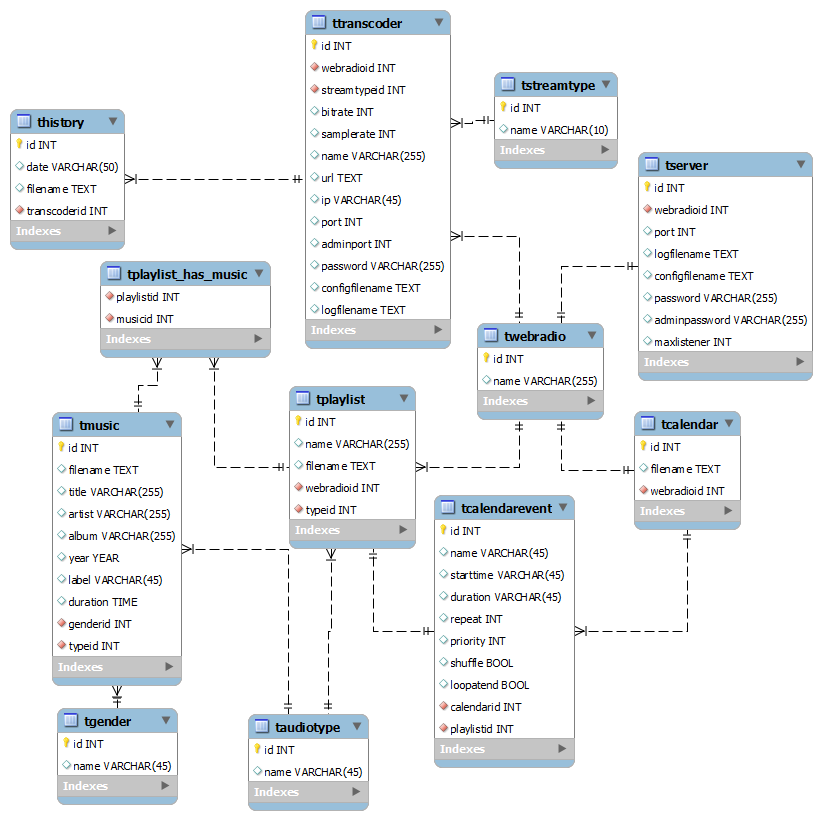 ttranscoder
id INT
webradioid INT
streamtypeid INT
bitrate INT
samplerate INT
name VARCHAR(255)
url TEXT
ip VARCHAR(45)
port INT
adminport INT
password VARCHAR(255)
configfilename TEXT
logfilename TEXT
Indexes
tstreamtype
id INT
name VARCHAR(10)
Indexes
thistory
id INT
date VARCHAR(50)
filename TEXT
transcoderid INT
Indexes
tserver
id INT
webradioid INT
port INT
logfilename TEXT
configfilename TEXT
password VARCHAR(255)
adminpassword VARCHAR(255)
maxlistener INT
Indexes
tplaylist_has_music
playlistid INT
musicid INT
Indexes
twebradio
id INT
name VARCHAR(255)
Indexes
tplaylist
id INT
name VARCHAR(255)
filename TEXT
webradioid INT
typeid INT
Indexes
tmusic
id INT
filename TEXT
title VARCHAR(255)
artist VARCHAR(255)
album VARCHAR(255)
year YEAR
label VARCHAR(45)
duration TIME
genderid INT
typeid INT
Indexes
tcalendar
id INT
filename TEXT
webradioid INT
Indexes
tcalendarevent
id INT
name VARCHAR(45)
starttime VARCHAR(45)
duration VARCHAR(45)
repeat INT
priority INT
shuffle BOOL
loopatend BOOL
calendarid INT
playlistid INT
Indexes
tgender
id INT
name VARCHAR(45)
Indexes
taudiotype
id INT
name VARCHAR(45)
Indexes